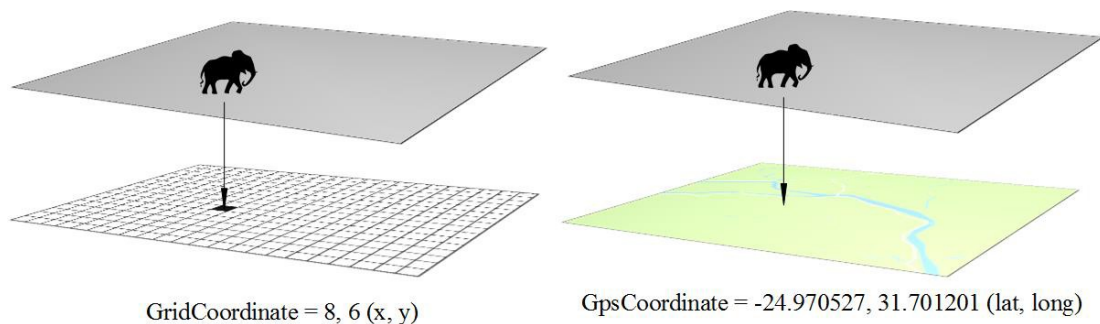 GridCoordinate = 8, 6 (x, y)
GpsCoordinate = -24.970527, 31.701201 (lat, long)